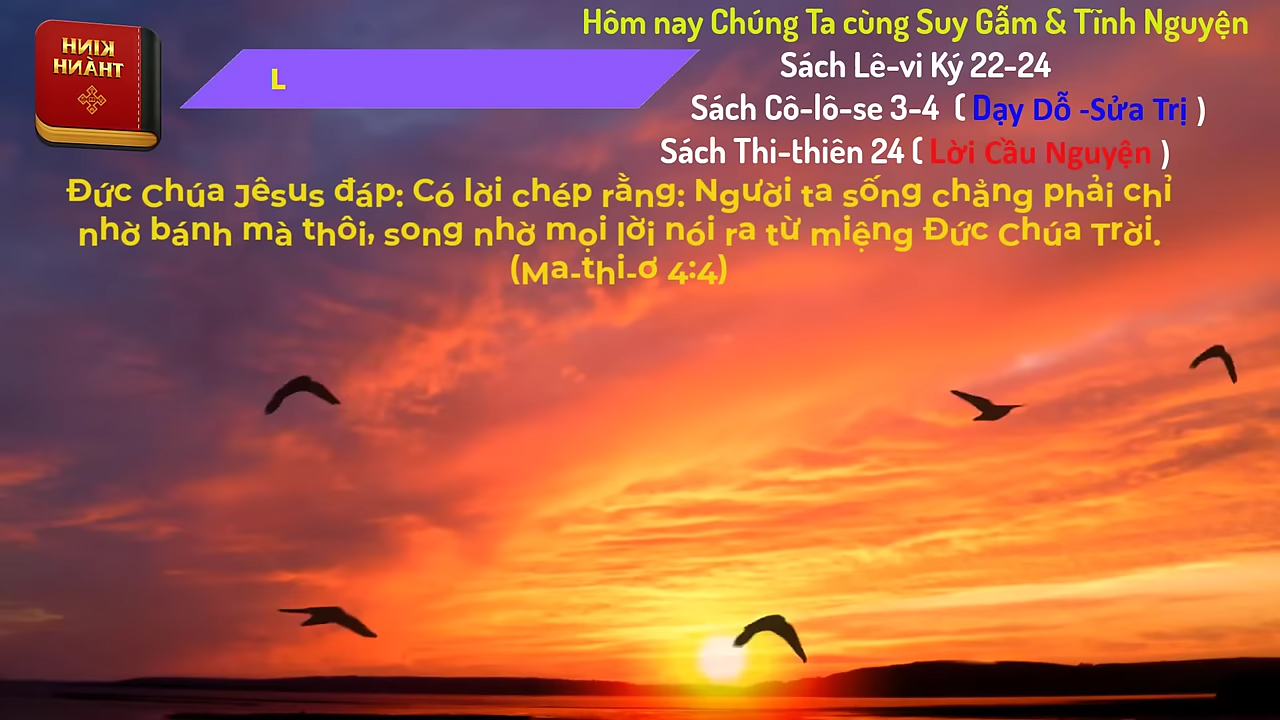 KINH
THÀNH
L
Hôm nay Chúng Ta cùng Suy Gẫm & Tĩnh Nguyện
Sách Lê-vi Ký 22-24
Sách Cô-lô-se 3-4 ( Dạy Dỗ -Sửa Trị )
Sách Thi-thiên 24 ( Lời Cầu Nguyện )
Đức Chúa Jêsus đáp: Có lời chép rằng: Người ta sống chẳng phải chỉ
nhờ bánh mà thôi, song nhờ mọi lời nói ra từ miệng Đức Chúa Trời.
(Ma-thi-ơ 4:4)